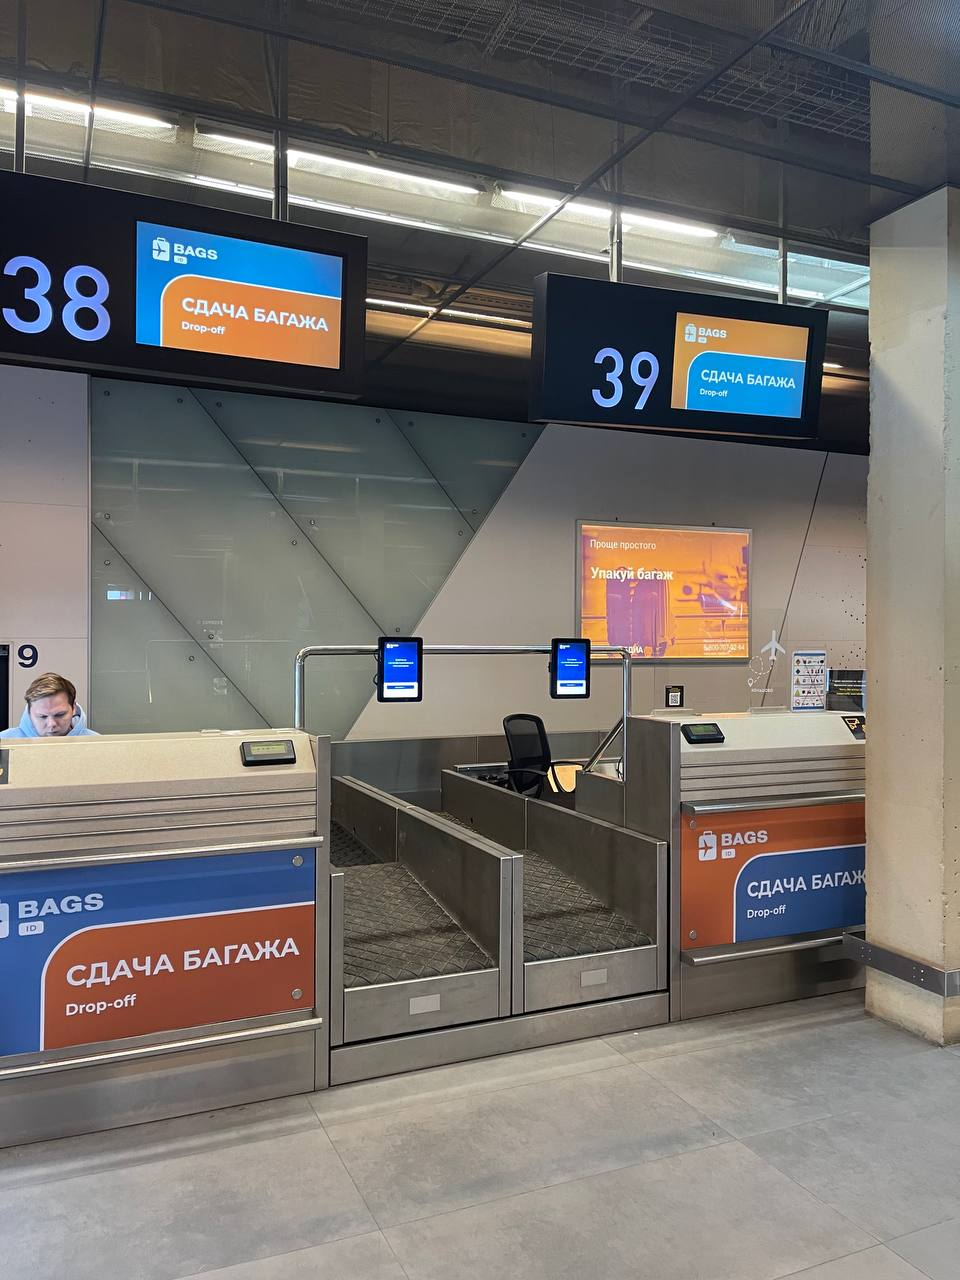 38
BAGS
ID
СДАЧА БАГАЖА
Drop-off
39
BAGS
ID
СДАЧА БАГАЖА
Drop-off
Проще простого
Упакуй багаж
9
BAGS
ID
СДАЧА БАГАЖА
Drop-off
BAGS
ID
СДАЧА БАГАЖ
Drop-off